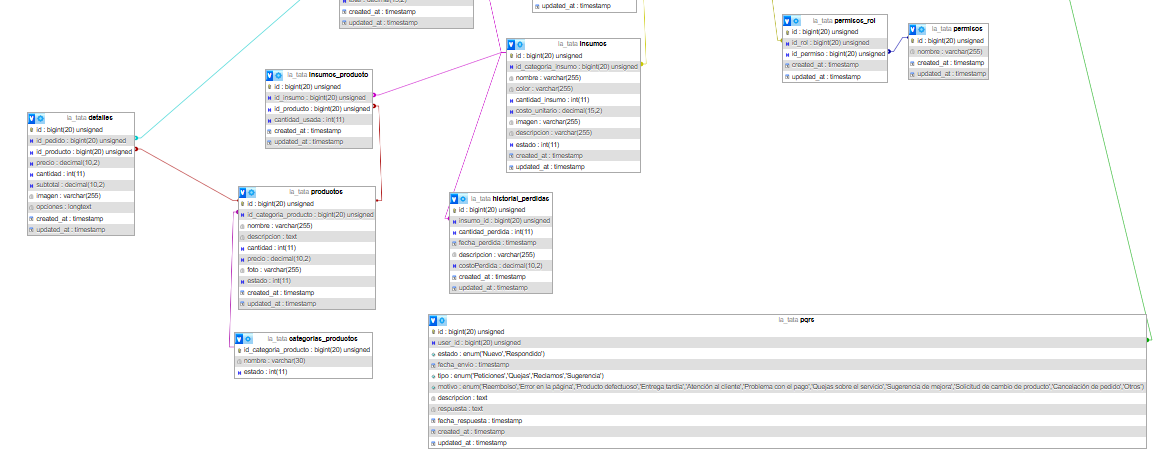 created_at : timestamp
updated_at : timestamp
updated_at : timestamp
la_tata permisos_rol
id : bigint(20) unsigned
id_rol : bigint(20) unsigned
id_permiso : bigint(20) unsigned
created_at : timestamp
updated_at : timestamp
la_tata permisos
id : bigint(20) unsigned
nombre : varchar(255)
created_at : timestamp
updated_at : timestamp
la_tata insumos
id : bigint(20) unsigned
id_categoria_insumo : bigint(20) unsigned
nombre : varchar(255)
color : varchar(255)
cantidad_insumo : int(11)
costo_unitario : decimal(15,2)
imagen : varchar(255)
descripcion : varchar(255)
estado : int(11)
created_at : timestamp
updated_at : timestamp
la_tata insumos_producto
id : bigint(20) unsigned
id_insumo : bigint(20) unsigned
id_producto : bigint(20) unsigned
cantidad_usada : int(11)
created_at : timestamp
updated_at : timestamp
la_tata detalles
id : bigint(20) unsigned
id_pedido : bigint(20) unsigned
id_producto : bigint(20) unsigned
precio : decimal(10,2)
cantidad : int(11)
subtotal : decimal(10,2)
imagen : varchar(255)
opciones : longtext
created_at : timestamp
updated_at : timestamp
la_tata productos
id : bigint(20) unsigned
id_categoria_producto : bigint(20) unsigned
nombre : varchar(255)
descripcion : text
cantidad : int(11)
precio : decimal(10,2)
foto : varchar(255)
estado : int(11)
created_at : timestamp
updated_at : timestamp
la_tata historial_perdidas
id : bigint(20) unsigned
insumo_id : bigint(20) unsigned
cantidad_perdida : int(11)
fecha_perdida : timestamp
descripcion : varchar(255)
costoPerdida : decimal(10,2)
created_at : timestamp
updated_at : timestamp
la_tata categorias_productos
id_categoria_producto : bigint(20) unsigned
nombre : varchar(30)
estado : int(11)
la_tata pqrs
id : bigint(20) unsigned
user_id : bigint(20) unsigned
estado : enum('Nuevo','Respondido')
fecha_envio : timestamp
tipo : enum('Peticiones','Quejas','Reclamos','Sugerencia')
motivo : enum('Reembolso','Error en la página','Producto defectuoso','Entrega tardía','Atención al cliente','Problema con el pago','Quejas sobre el servicio','Sugerencia de mejora','Solicitud de cambio de producto','Cancelación de pedido','Otros')
descripcion : text
respuesta : text
fecha_respuesta : timestamp
created_at : timestamp
updated_at : timestamp